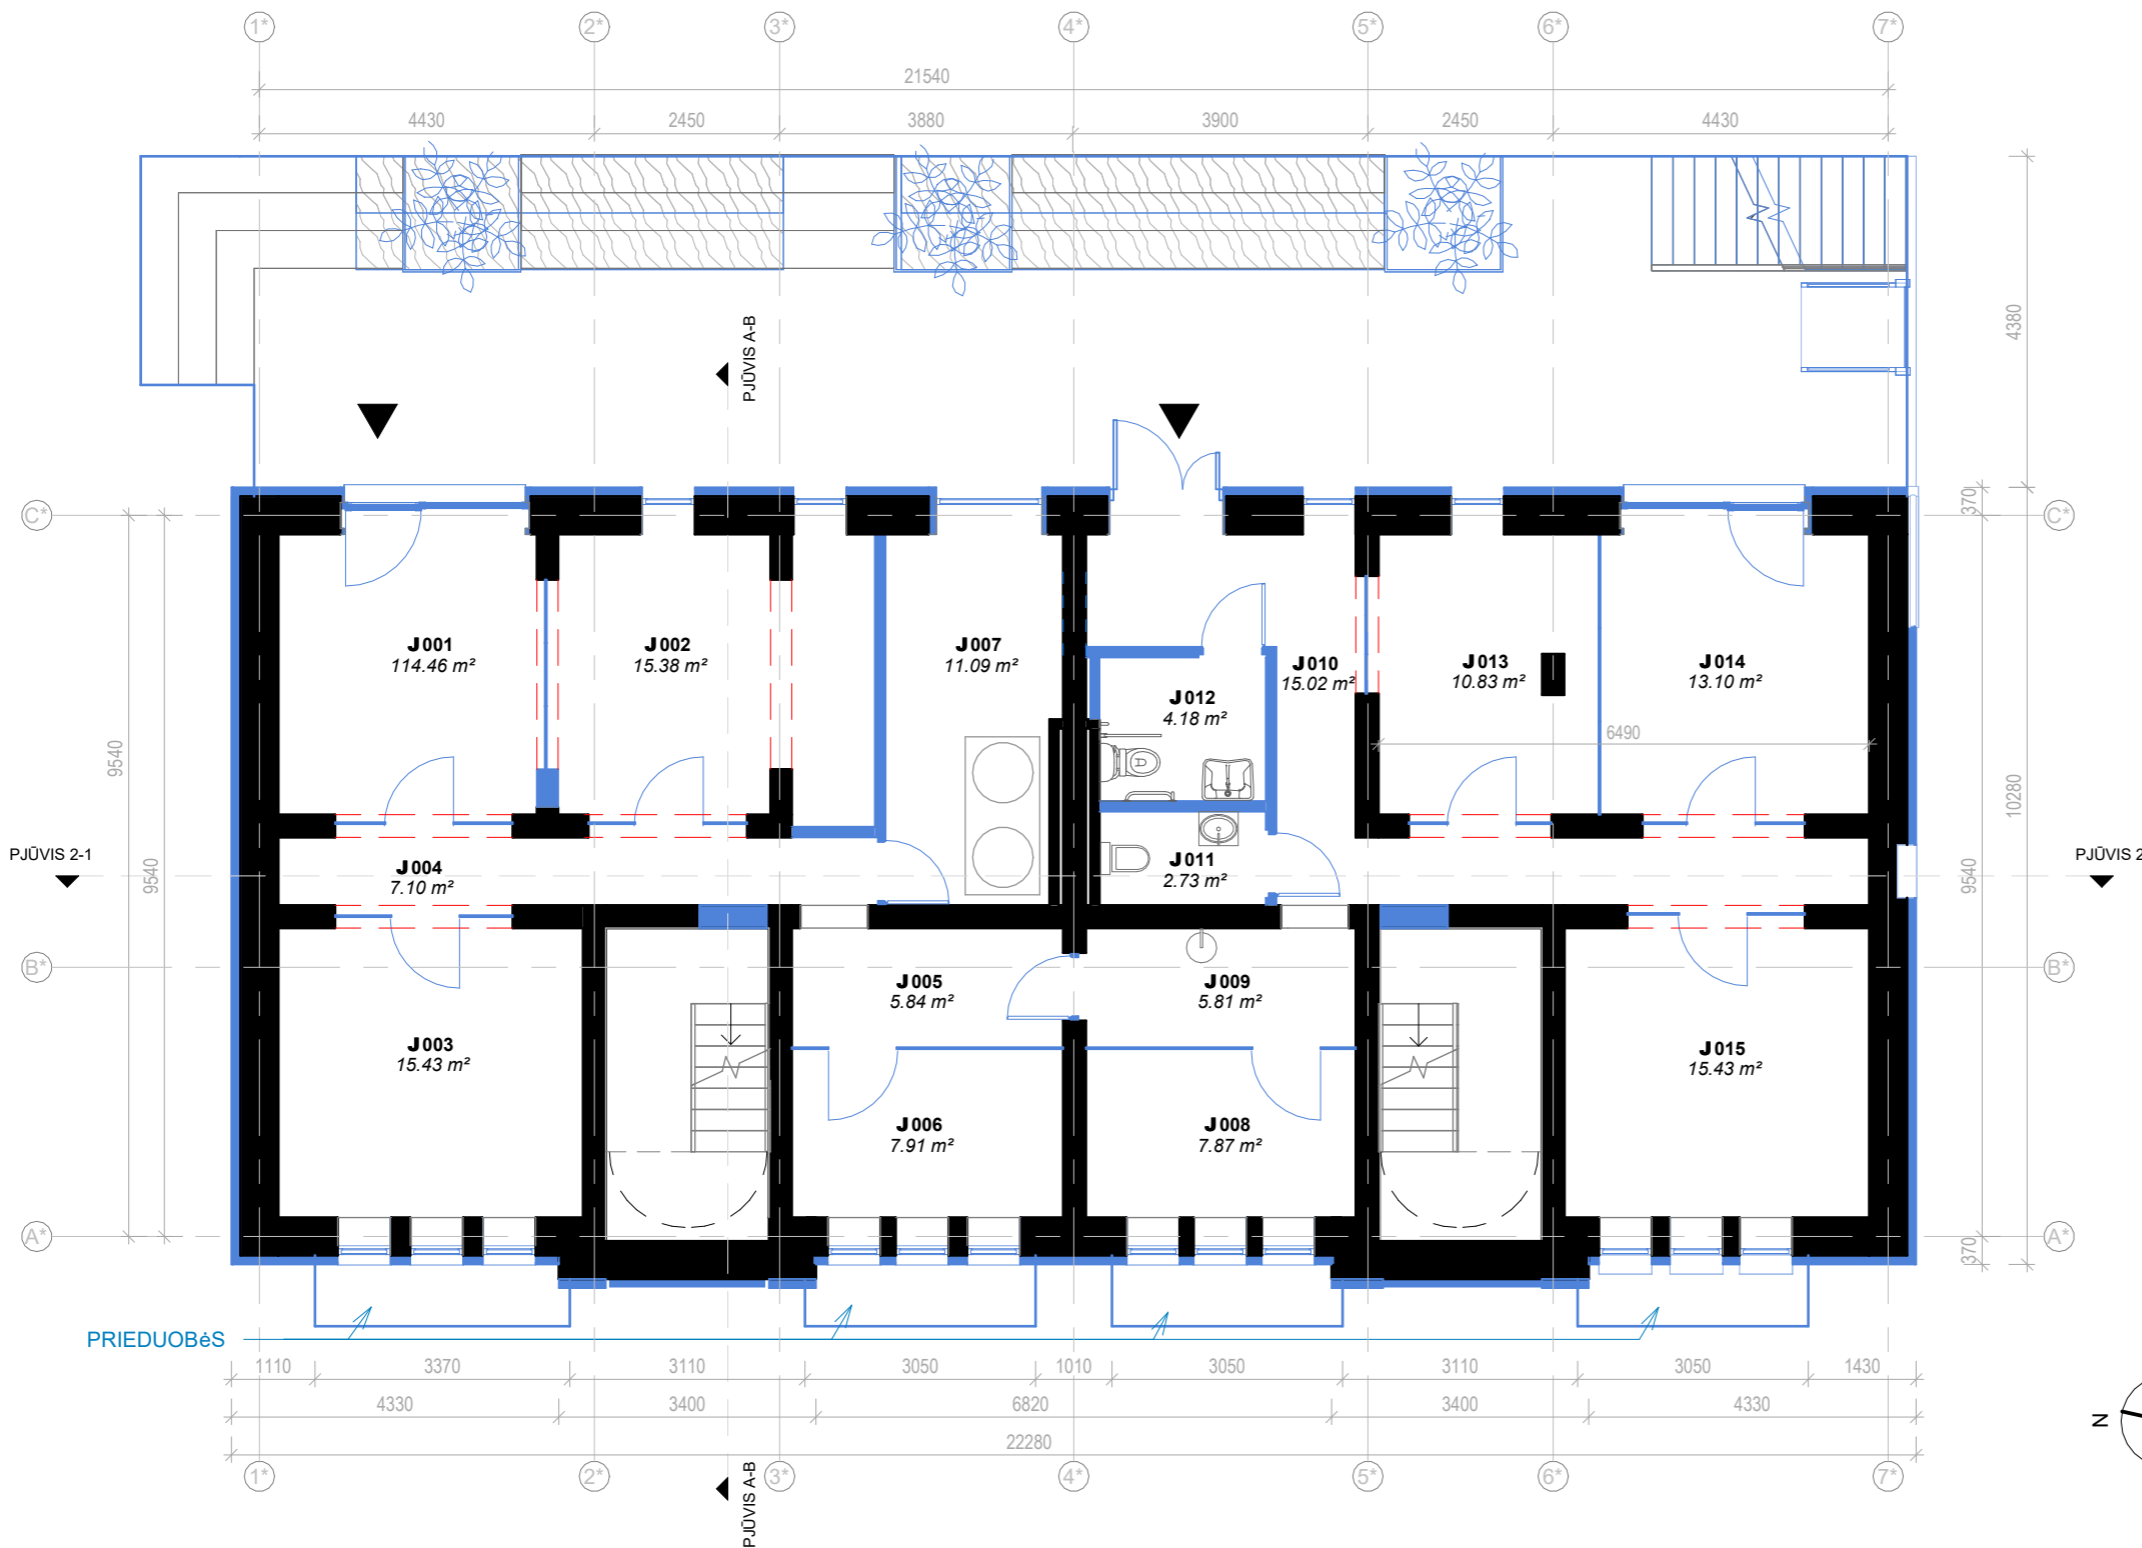 1* 2* 3* 4* 5* 6* 7*
21540
4430 2450 3880 3900 2450 4430
4380
PJŪVIS A-B
C* C*
370
J001
114.46 m²
J002
15.38 m²
J007
11.09 m²
J012
4.18 m²
J010
15.02 m²
J013
10.83 m²
J014
13.10 m²
6490
9540
9540
10280
9540
PJŪVIS 2-1
PJŪVIS 2
J004
7.10 m²
J011
2.73 m²
B* B*
J005
5.84 m²
J009
5.81 m²
J003
15.43 m²
J015
15.43 m²
J006
7.91 m²
J008
7.87 m²
A* A*
370
PRIEDUOBėS
1110 3370 3110 3050 1010 3050 3110 3050 1430
4330 3400 6820 3400 4330
22280
N
1* 2* 3* 4* 5* 6* 7*
PJŪVIS A-B